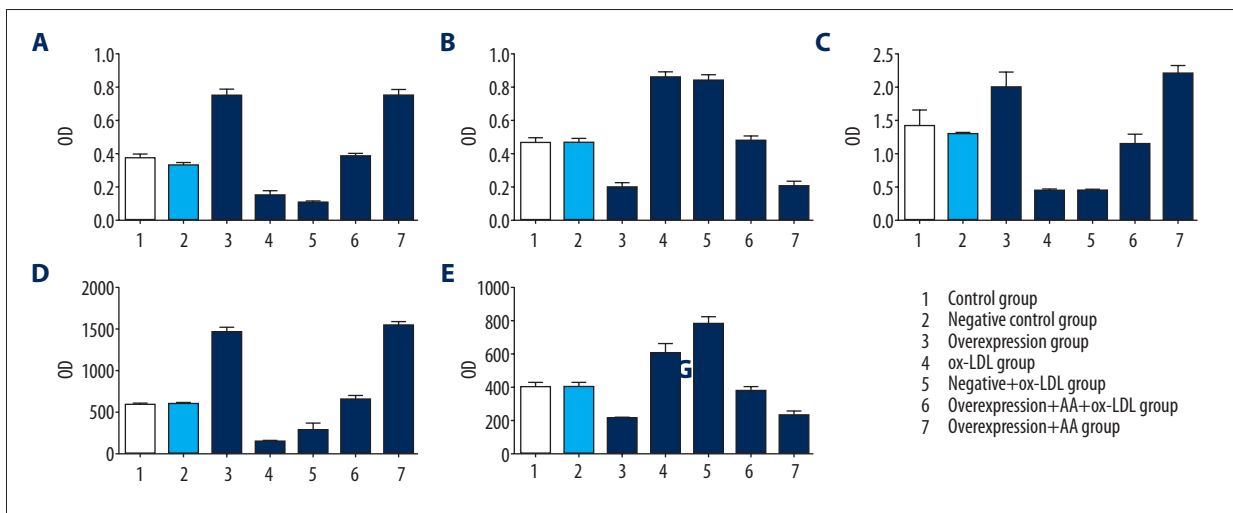 A
1.0
0.8
0.6
0.4
0.2
0.0
OD
1 2 3 4 5 6 7
B
1.0
0.8
0.6
0.4
0.2
0.0
OD
1 2 3 4 5 6 7
C
2.5
2.0
1.5
1.0
0.5
0.0
OD
1 2 3 4 5 6 7
D
2000
1500
1000
500
0
OD
1 2 3 4 5 6 7
E
1000
800
600
400
200
0
OD
G
1 2 3 4 5 6 7
1 Control group
2 Negative control group
3 Overexpression group
4 ox-LDL group
5 Negative+ox-LDL group
6 Overexpression+AA+ox-LDL group
7 Overexpression+AA group